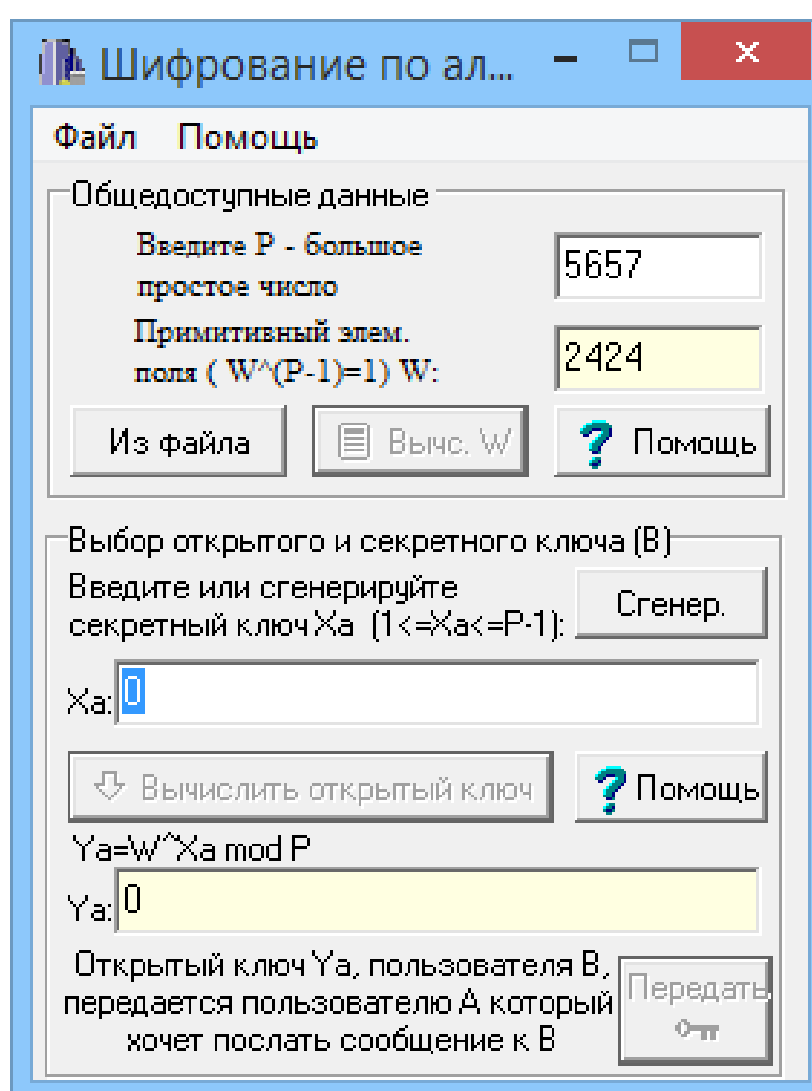 Шифрование по ал...
Файл Помощь
Общедоступные данные
Введите P - большое
простое число
5657
Примитивный элем.
поля ( W^(P-1)=1) W:
2424
Из файла Выч. W ? Помощь
Выбор открытого и секретного ключа (B)
Введите или сгенерируйте
секретный ключ Xa (1<=Xa<=P-1):
Сгенер.
Xa: 0
Вычислить открытый ключ ? Помощь
Ya=W^Xa mod P
Ya: 0
Открытый ключ Ya, пользователя B,
передается пользователю А который
хочет послать сообщение к B
Передать